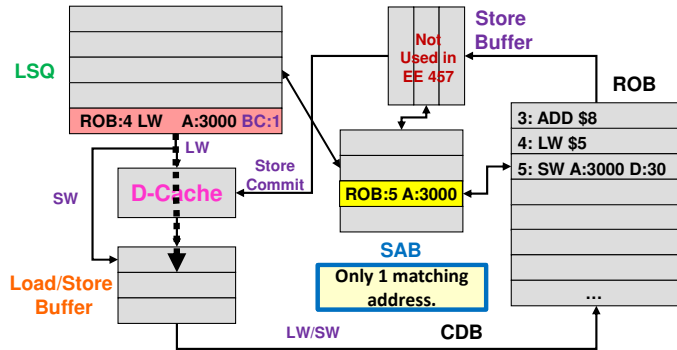 Store
Buffer
Not
Used in
EE 457
LSQ
ROB
ROB:4 LW A:3000 BC:1
3: ADD $8
4: LW $5
5: SW A:3000 D:30
LW
Store
Commit
SW
D-Cache
ROB:5 A:3000
SAB
Only 1 matching
address.
Load/Store
Buffer
...
LW/SW
CDB